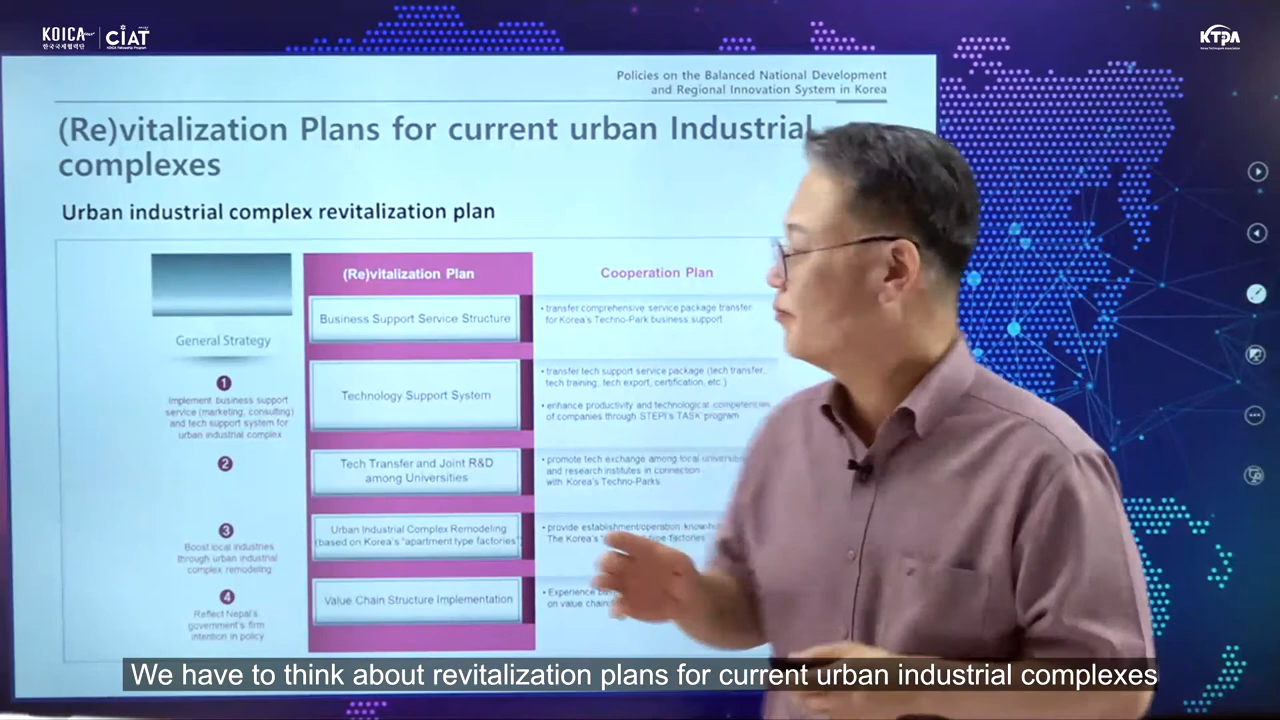 KOICA
한국국제협력단
CIAT
KOICA Fellowship Program
KTPA
Korea Technopark Association
Policies on the Balanced National Development
and Regional Innovation System in Korea
(Re)vitalization Plans for current urban Industrial
complexes
Urban industrial complex revitalization plan
General Strategy
1
Implement business support
service (marketing, consulting)
and tech support system for
urban industrial complex
2
3
Boost local industries
through urban industrial
complex remodeling
4
Reflect Nepal's
government's firm
intention in policy
(Re)vitalization Plan
Business Support Service Structure
Technology Support System
Tech Transfer and Joint R&D
among Universities
Urban Industrial Complex Remodeling
(based on Korea's "apartment type factories")
Value Chain Structure Implementation
Cooperation Plan
• transfer comprehensive service package transfer
for Korea's Techno-Park business support
• transfer tech support service package (tech transfer,
tech training, tech export, certification, etc.)
• enhance productivity and technological competencies
of companies through STEPI's TASK program
• promote tech exchange among local
and research institutes in connection
with Korea's Techno-Parks
• provide establishment/operation
The Korea's type factories
• Experience
on value chain
We have to think about revitalization plans for current urban industrial complexes